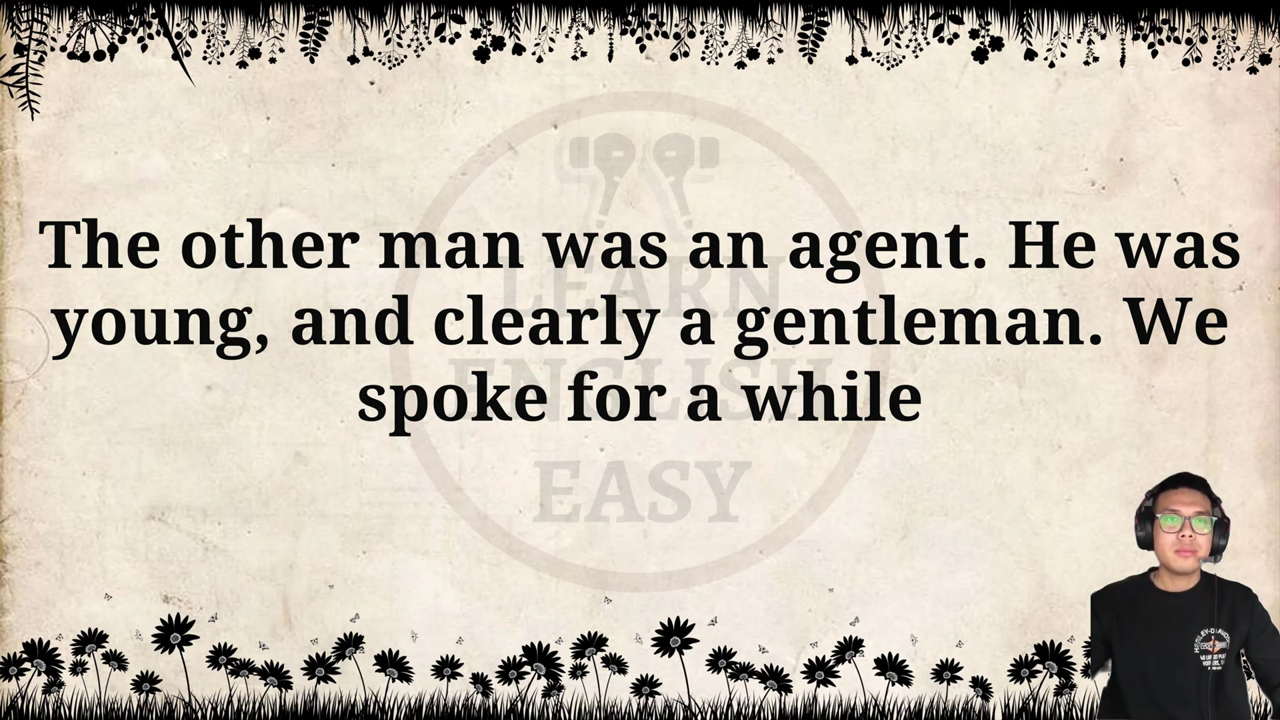 The other man was an agent. He was
young, and clearly a gentleman. We
spoke for a while
LEARN
ENGLISH
EASY